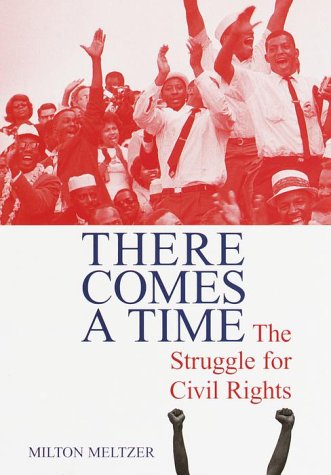 THERE
COMES
A TIME The
Struggle for
Civil Rights
MILTON MELTZER